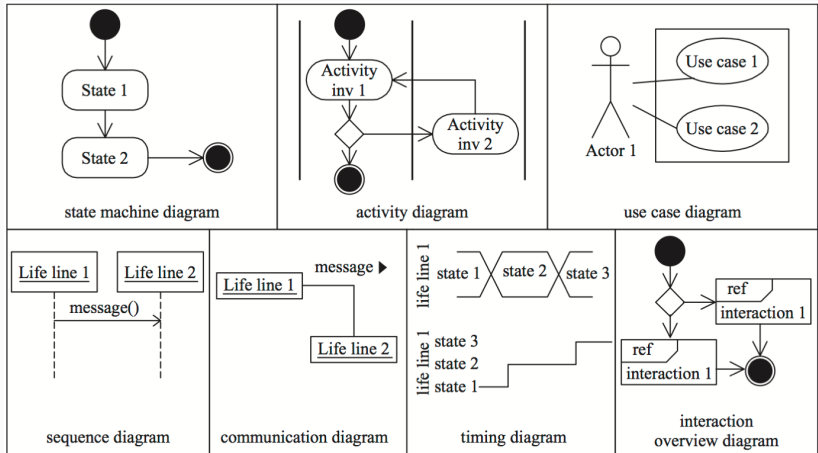 State 1
State 2
state machine diagram
Activity
inv 1
Activity
inv 2
activity diagram
Use case 1
Use case 2
Actor 1
use case diagram
Life line 1
Life line 2
message()
sequence diagram
message
Life line 1
Life line 2
communication diagram
life line 1
state 1
state 2
state 3
life line 1
state 3
state 2
state 1
timing diagram
ref
interaction 1
ref
interaction 1
interaction
overview diagram